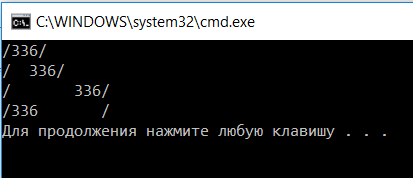 C:\WINDOWS\system32\cmd.exe
/336/
/  336/
/       336/
/336       /
Для продолжения нажмите любую клавишу . . .